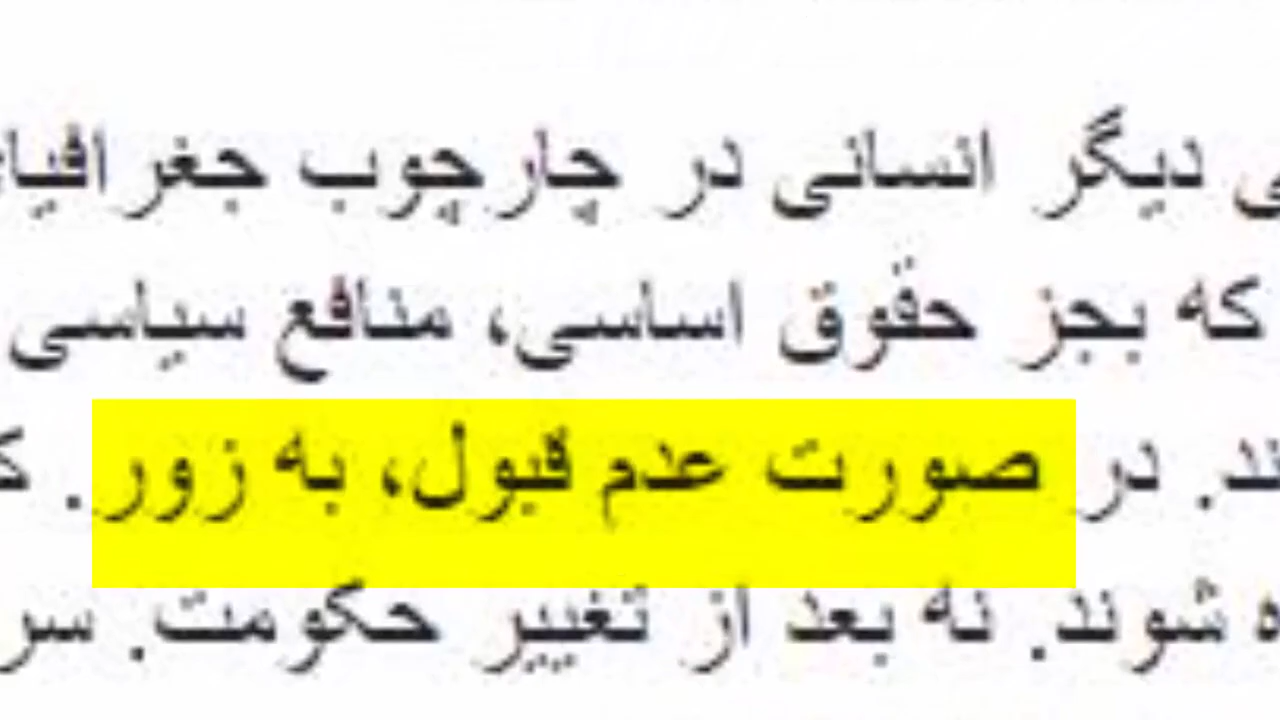 دیگر انسانی در چارچوب جغرافیا
که بجز حقوق اساسی، منافع سیاسی
در صورت عدم قبول، به زور.
شوند. نه بعد از تغییر حکومت. سر